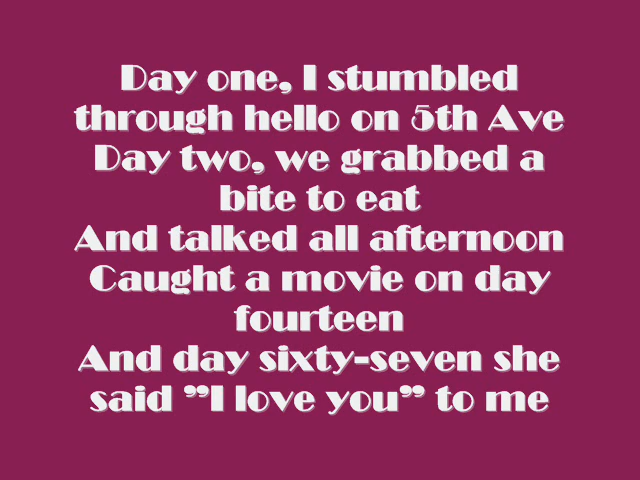 Day one, I stumbled
through hello on 5th Ave
Day two, we grabbed a
bite to eat
And talked all afternoon
Caught a movie on day
fourteen
And day sixty-seven she
said ”I love you” to me